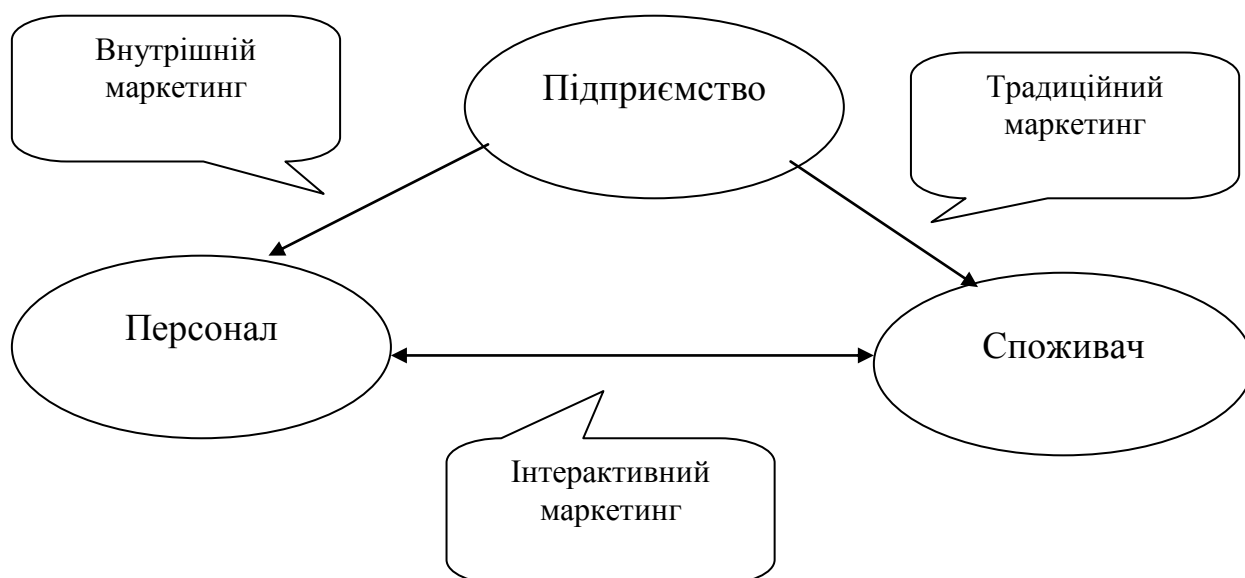 Внутрішній
маркетинг
Підприємство
Традиційний
маркетинг
Персонал
Споживач
Інтерактивний
маркетинг